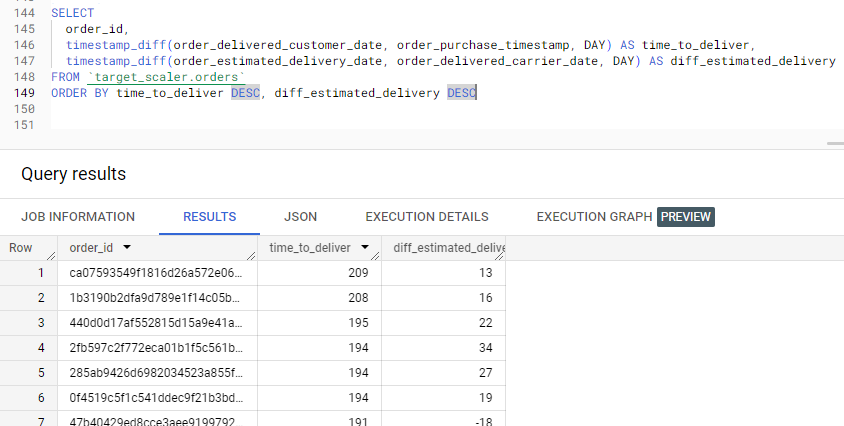 144 SELECT
145 order_id,
146 timestamp_diff(order_delivered_customer_date, order_purchase_timestamp, DAY) AS time_to_deliver,
147 timestamp_diff(order_estimated_delivery_date, order_delivered_carrier_date, DAY) AS diff_estimated_delivery
148 FROM `target_scaler.orders`
149 ORDER BY time_to_deliver DESC, diff_estimated_delivery DESC
150
151
Query results
JOB INFORMATION RESULTS JSON EXECUTION DETAILS EXECUTION GRAPH PREVIEW
Row order_id time_to_deliver diff_estimated_delive
1 ca07593549f1816d26a572e06... 209 13
2 1b3190b2dfa9d789e1f14c05b... 208 16
3 440d0d17af552815d15a9e41a... 195 22
4 2fb597c2f772eca01b1f5c561b... 194 34
5 285ab9426d6982034523a855f... 194 27
6 0f4519c5f1c541ddec9f21b3bd... 194 19
7 47b40429ed8cce3aee9199792... 191 -18